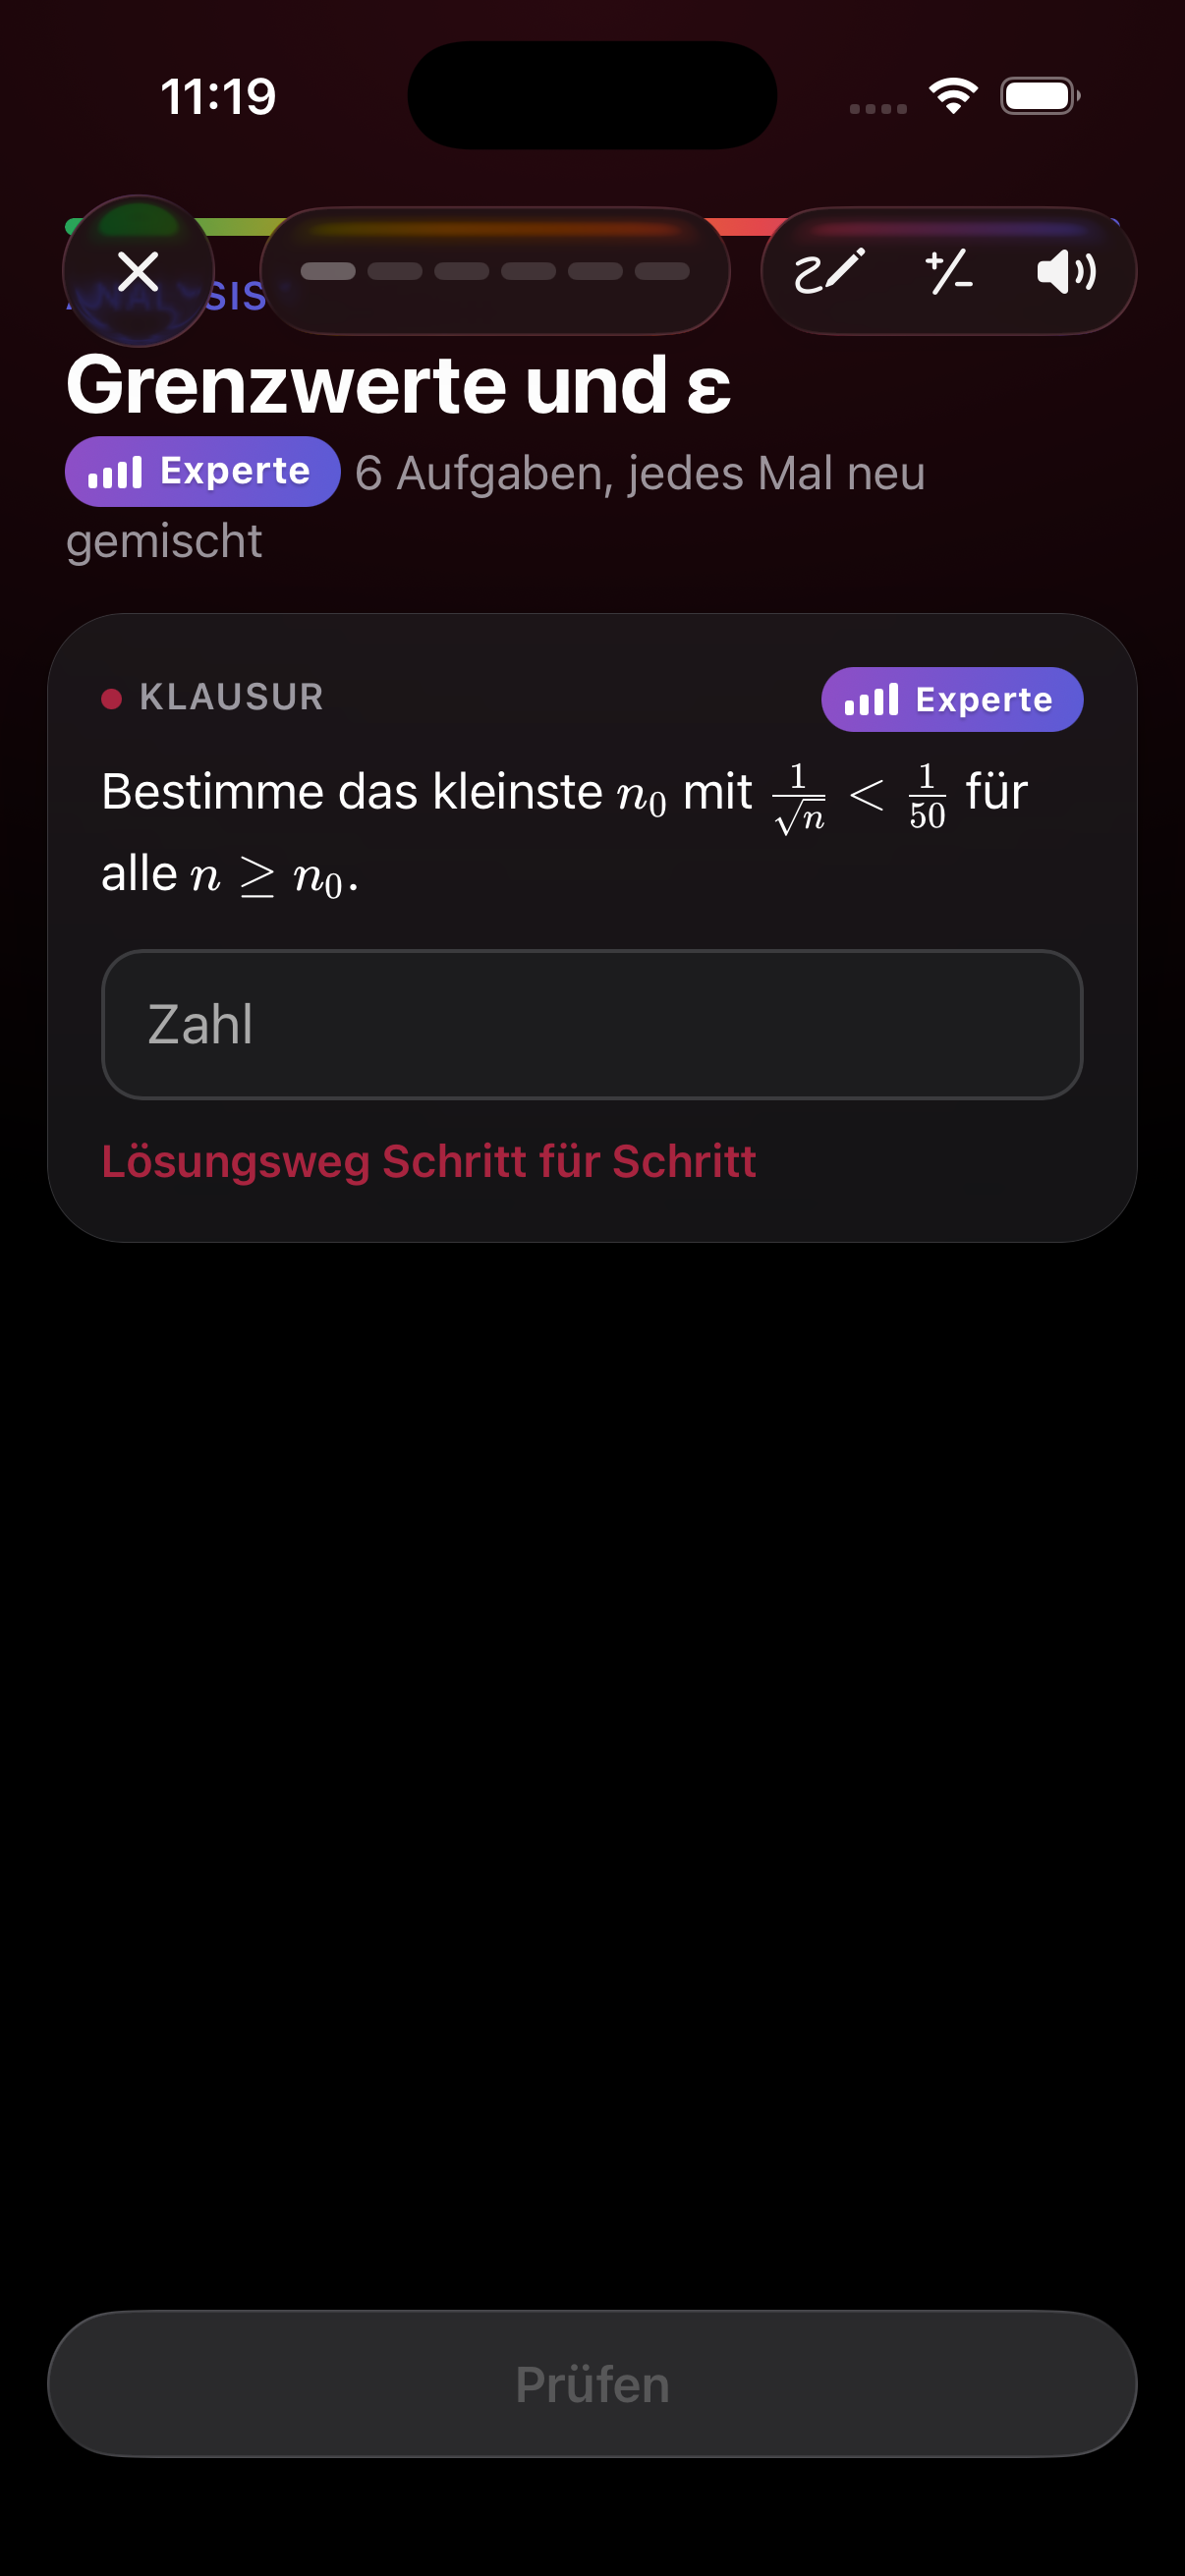 11:19
Grenzwerte und ε
Experte 6 Aufgaben, jedes Mal neu
gemischt
KLAUSUR
Experte
Bestimme das kleinste n₀ mit 1/√n < 1/50 für
alle n ≥ n₀.
Zahl
Lösungsweg Schritt für Schritt
Prüfen